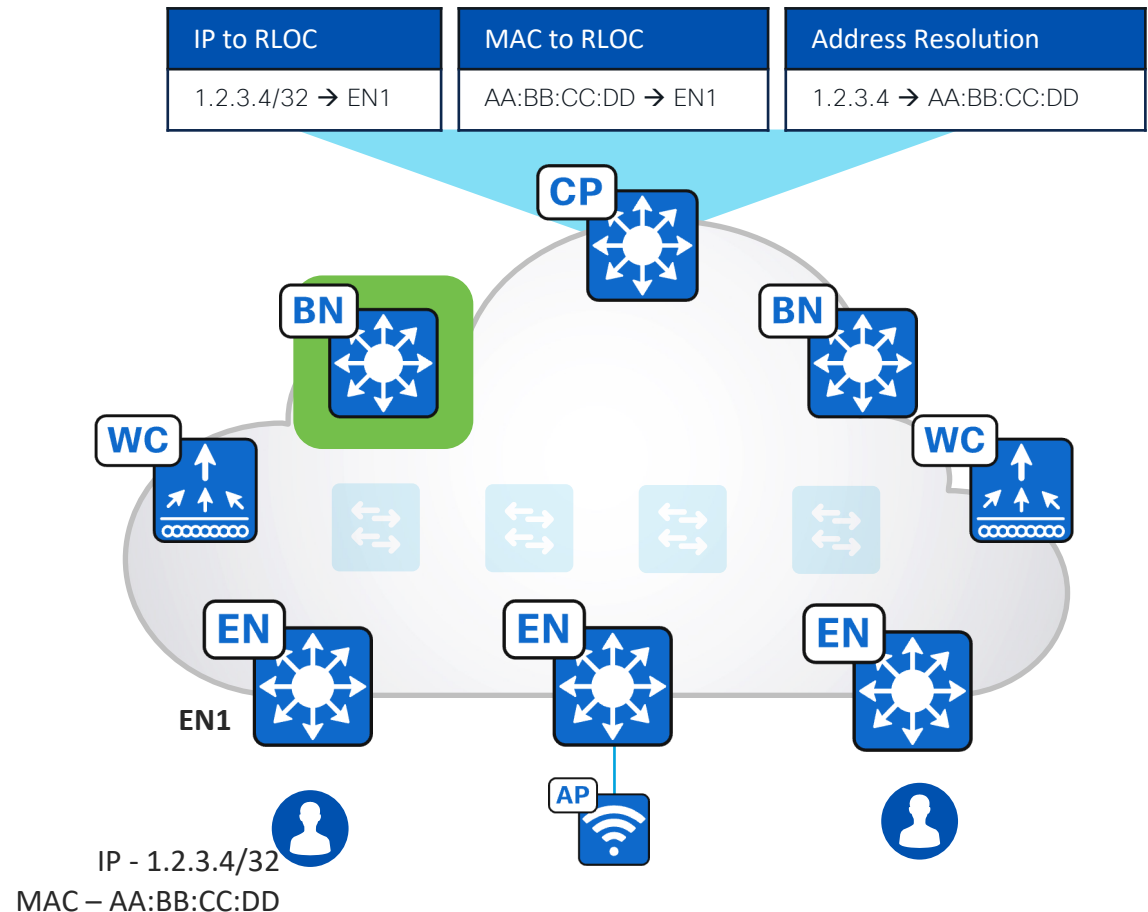 IP to RLOC
MAC to RLOC
Address Resolution
1.2.3.4/32 → EN1
AA:BB:CC:DD → EN1
1.2.3.4 → AA:BB:CC:DD
CP
BN
BN
WC
WC
EN
EN
EN
EN1
AP
IP - 1.2.3.4/32
MAC – AA:BB:CC:DD